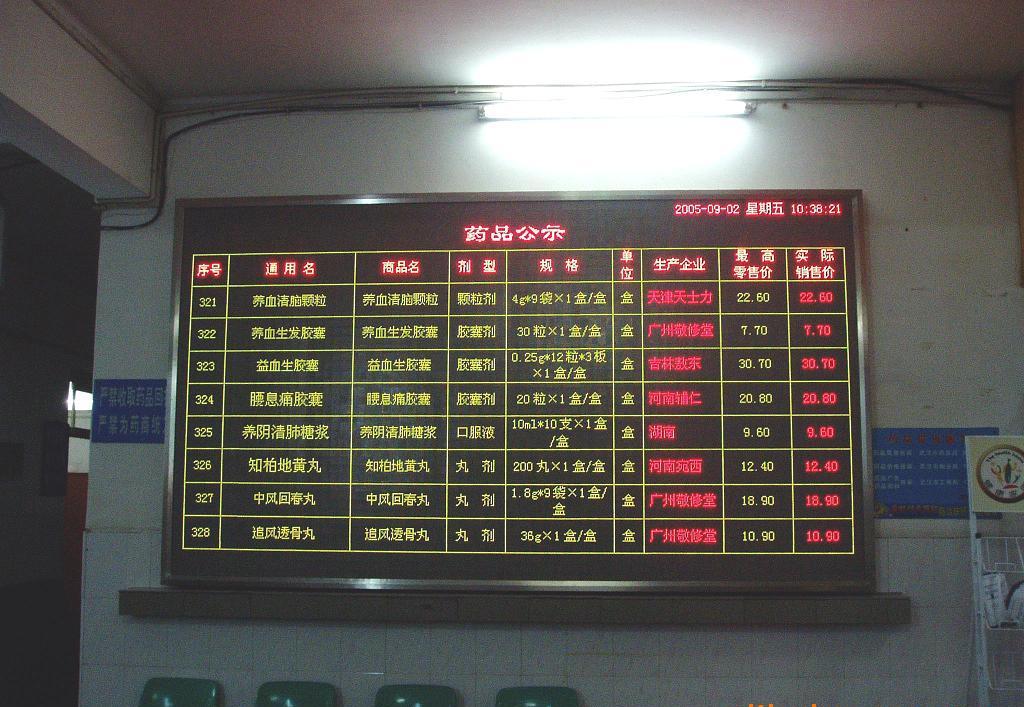 2005-09-02 星期五 10:38:21
药品公示
序号 通用名 商品名 剂型 规格 单位 生产企业 最高零售价 实际销售价
321 养血清脑颗粒 养血清脑颗粒 颗粒剂 4g*9袋×1盒/盒 盒 天津天士力 22.60 22.60
322 养血生发胶囊 养血生发胶囊 胶囊剂 30粒×1盒/盒 盒 广州敬修堂 7.70 7.70
323 益血生胶囊 益血生胶囊 胶囊剂 0.25g*12粒*3板×1盒/盒 盒 吉林敖东 30.70 30.70
324 腰息痛胶囊 腰息痛胶囊 胶囊剂 20粒×1盒/盒 盒 河南辅仁 20.80 20.80
325 养阴清肺糖浆 养阴清肺糖浆 口服液 10ml*10支×1盒/盒 盒 湖南 9.60 9.60
326 知柏地黄丸 知柏地黄丸 丸剂 200丸×1盒/盒 盒 河南宛西 12.40 12.40
327 中风回春丸 中风回春丸 丸剂 1.8g*9袋×1盒/盒 盒 广州敬修堂 18.90 18.90
328 追风透骨丸 追风透骨丸 丸剂 36g×1盒/盒 盒 广州敬修堂 10.90 10.90
严禁收取药品回
严禁为药商统